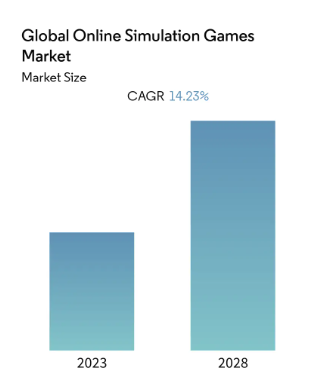 Global Online Simulation Games
Market
Market Size
CAGR 14.23%
2023
2028